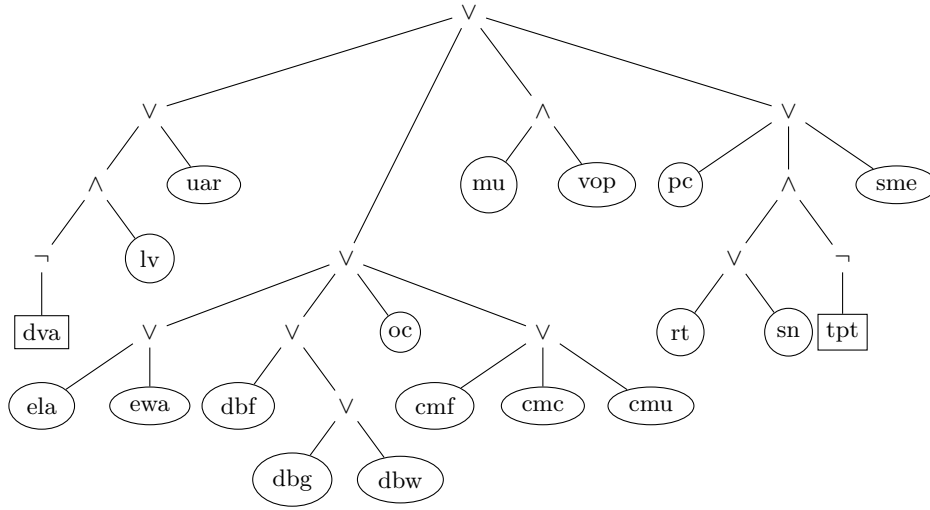 ∨
∨ ∧ ∨
∧ uar mu vop pc ∧ sme
¬ lv ∨ ∨ ¬
dva ∨ ∨ oc ∨ rt sn tpt
ela ewa dbf ∨ cmf cmc cmu
dbg dbw